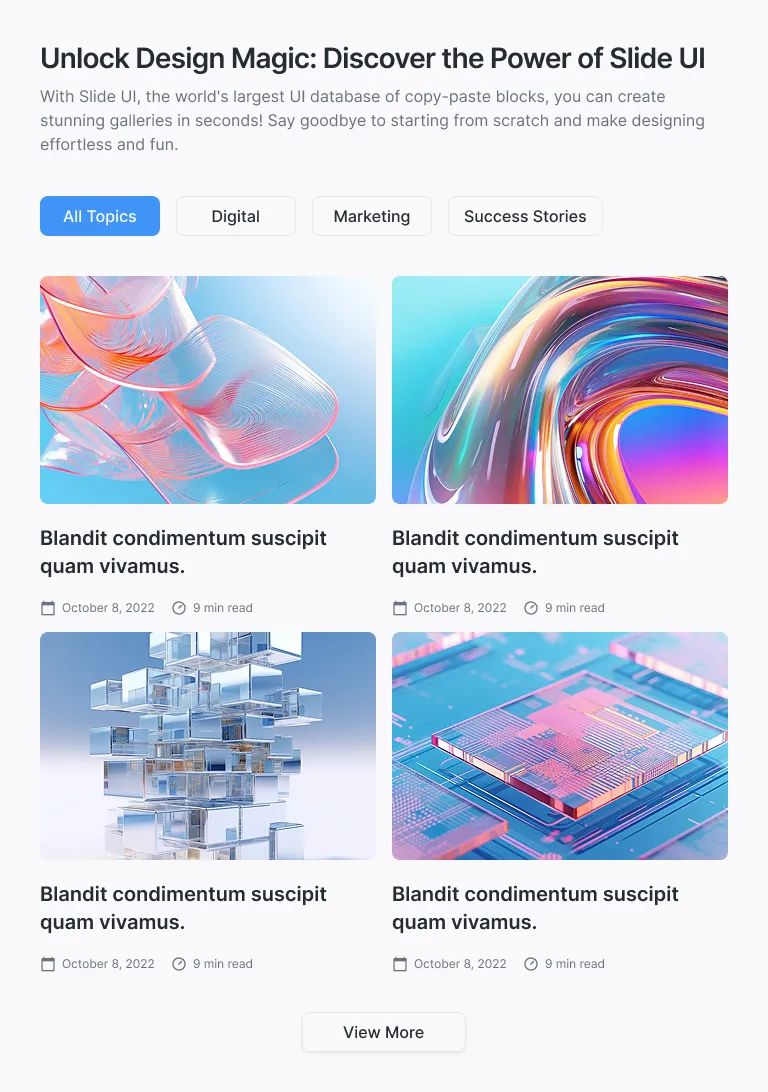 Unlock Design Magic: Discover the Power of Slide UI
With Slide UI, the world's largest UI database of copy-paste blocks, you can create
stunning galleries in seconds! Say goodbye to starting from scratch and make designing
effortless and fun.
All Topics
Digital
Marketing
Success Stories
Blandit condimentum suscipit
quam vivamus.
October 8, 2022
9 min read
Blandit condimentum suscipit
quam vivamus.
October 8, 2022
9 min read
Blandit condimentum suscipit
quam vivamus.
October 8, 2022
9 min read
Blandit condimentum suscipit
quam vivamus.
October 8, 2022
9 min read
View More